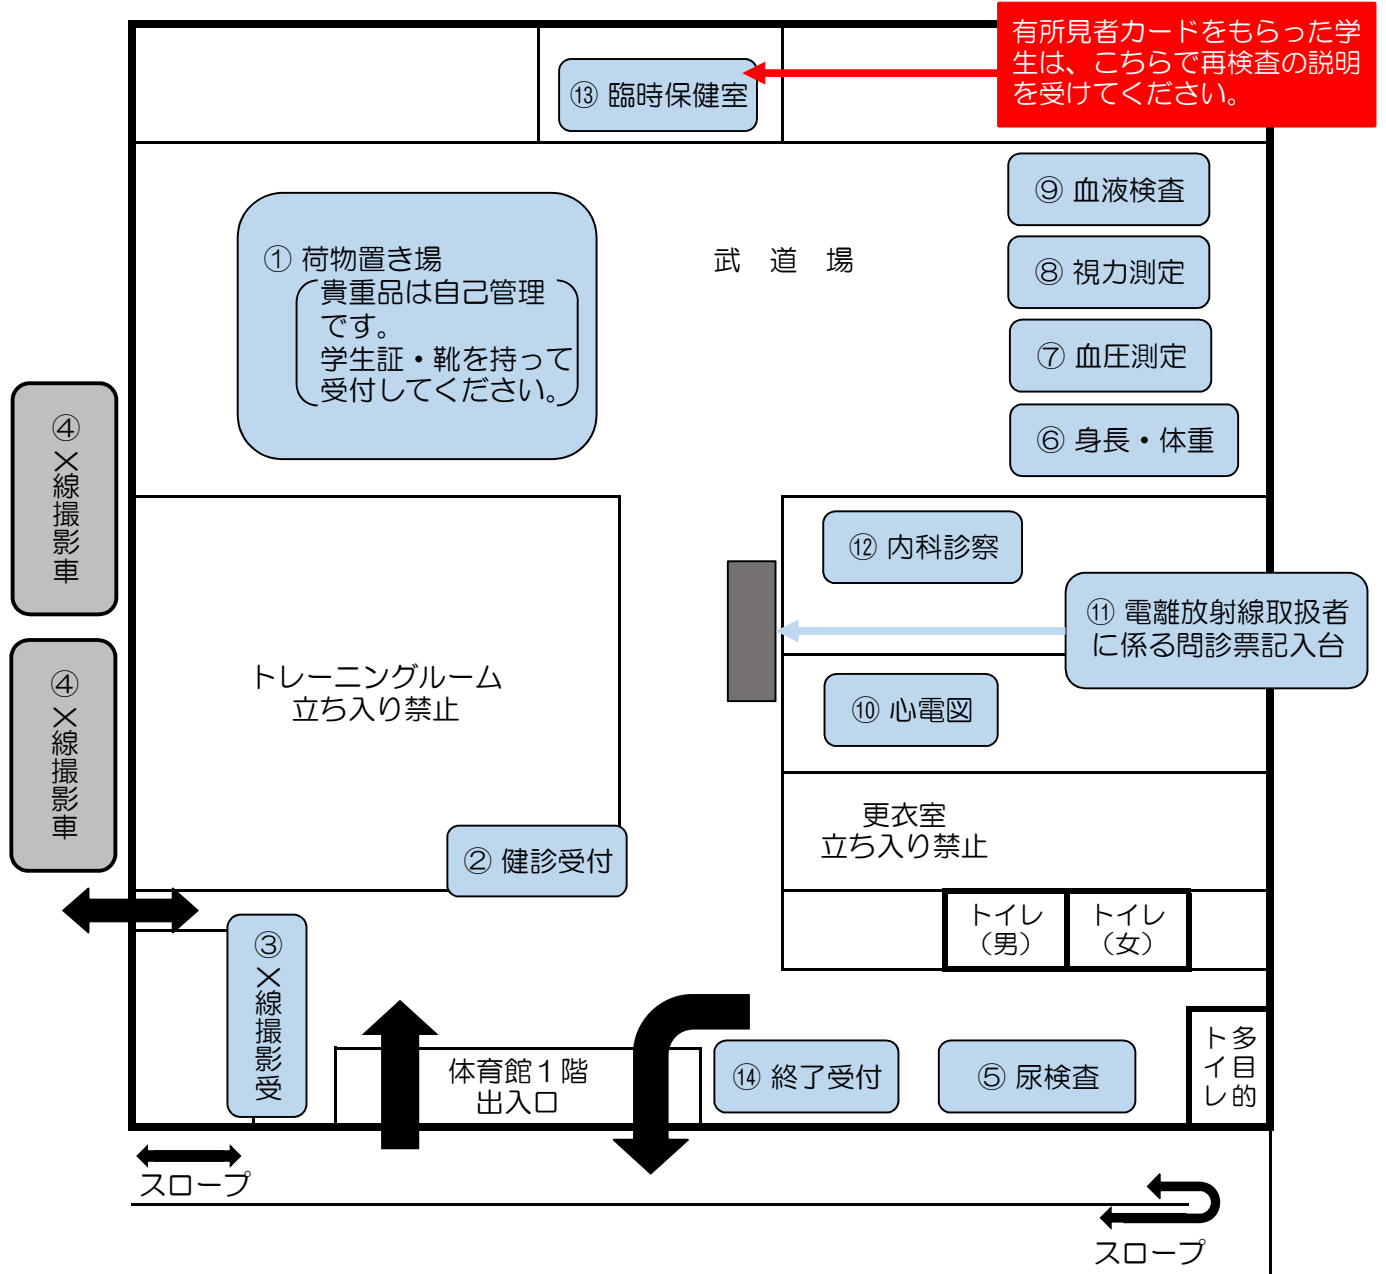 有所見者カードをもらった学
生は、こちらで再検査の説明
を受けてください。
⑬ 臨時保健室
⑨ 血液検査
① 荷物置き場
貴重品は自己管理
です。
学生証・靴を持って
受付してください。
武 道 場
⑧ 視力測定
⑦ 血圧測定
⑥ 身長・体重
④X線撮影車
⑫ 内科診察
⑪ 電離放射線取扱者
に係る問診票記入台
④X線撮影車
トレーニングルーム
立ち入り禁止
⑩ 心電図
更衣室
立ち入り禁止
② 健診受付
トイレ
（男）
トイレ
（女）
③X線撮影受
体育館１階
出入口
⑭ 終了受付
⑤ 尿検査
多目的
トイレ
スロープ
スロープ